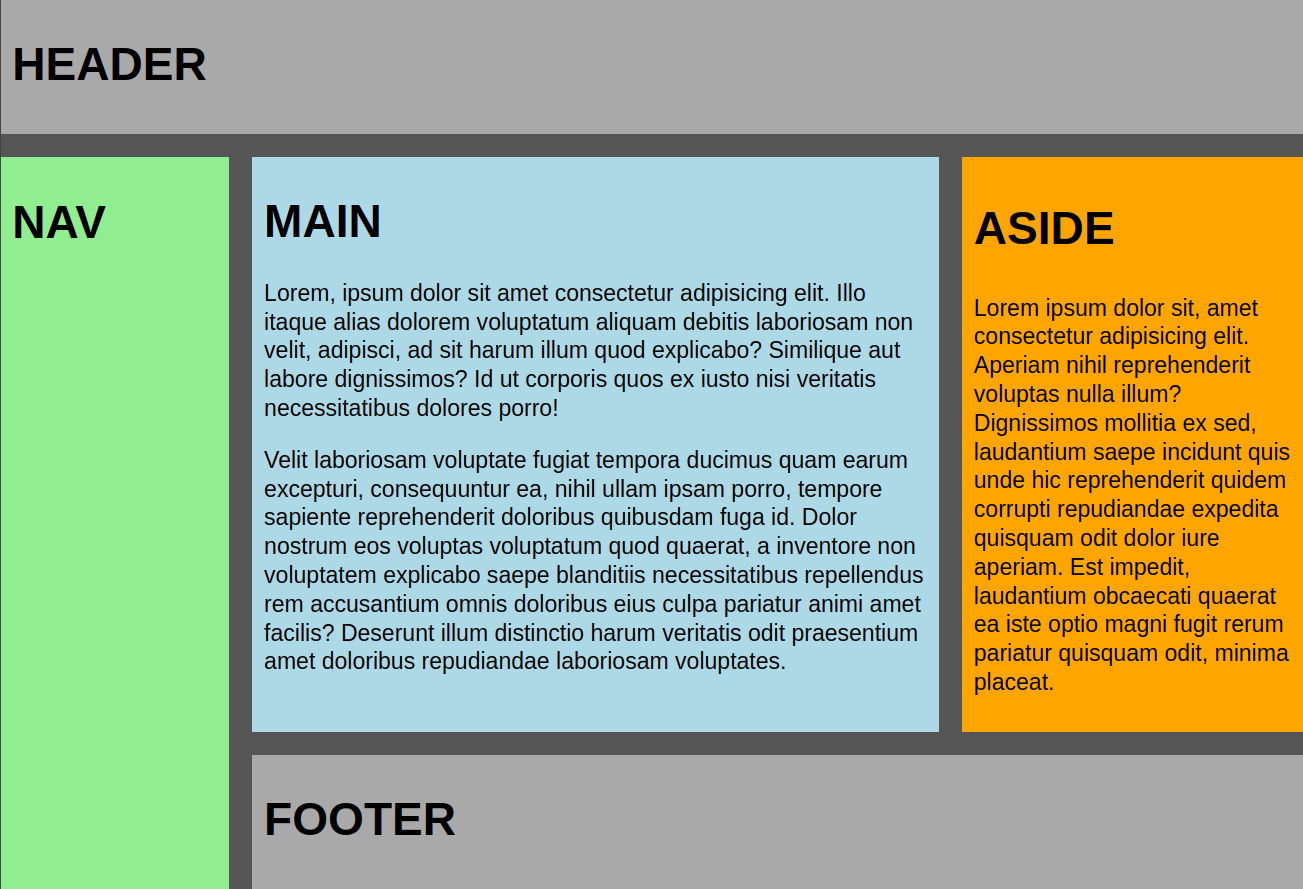 HEADER
NAV
MAIN
Lorem, ipsum dolor sit amet consectetur adipisicing elit. Illo
itaque alias dolorem voluptatum aliquam debitis laboriosam non
velit, adipisci, ad sit harum illum quod explicabo? Similique aut
labore dignissimos? Id ut corporis quos ex iusto nisi veritatis
necessitatibus dolores porro!
Velit laboriosam voluptate fugiat tempora ducimus quam earum
excepturi, consequuntur ea, nihil ullam ipsam porro, tempore
sapiente reprehenderit doloribus quibusdam fuga id. Dolor
nostrum eos voluptas voluptatum quod quaerat, a inventore non
voluptatem explicabo saepe blanditiis necessitatibus repellendus
rem accusantium omnis doloribus eius culpa pariatur animi amet
facilis? Deserunt illum distinctio harum veritatis odit praesentium
amet doloribus repudiandae laboriosam voluptates.
ASIDE
Lorem ipsum dolor sit, amet
consectetur adipisicing elit.
Aperiam nihil reprehenderit
voluptas nulla illum?
Dignissimos mollitia ex sed,
laudantium saepe incidunt quis
unde hic reprehenderit quidem
corrupti repudiandae expedita
quisquam odit dolor iure
aperiam. Est impedit,
laudantium obcaecati quaerat
ea iste optio magni fugit rerum
pariatur quisquam odit, minima
placeat.
FOOTER